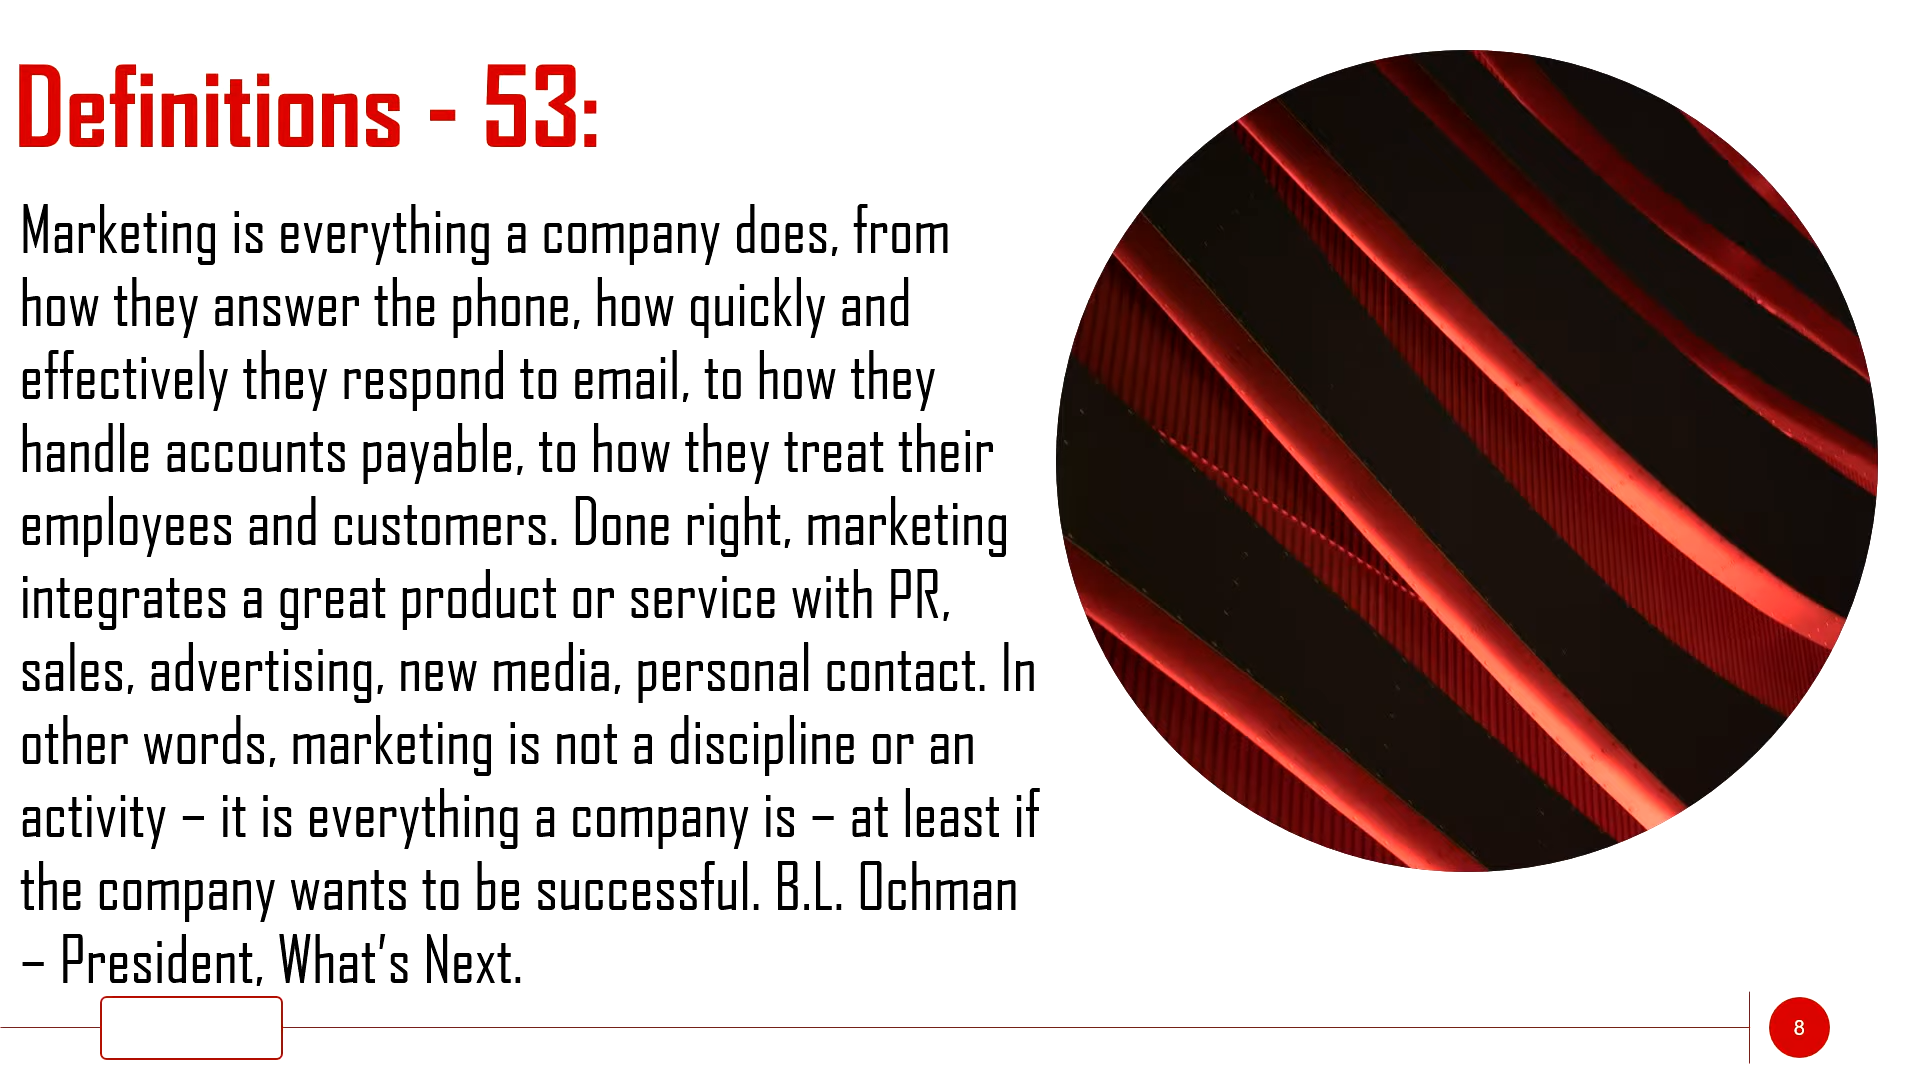 Definitions - 53:
Marketing is everything a company does, from
how they answer the phone, how quickly and
effectively they respond to email, to how they
handle accounts payable, to how they treat their
employees and customers. Done right, marketing
integrates a great product or service with PR,
sales, advertising, new media, personal contact. In
other words, marketing is not a discipline or an
activity – it is everything a company is – at least if
the company wants to be successful. B.L. Ochman
– President, What’s Next.
8